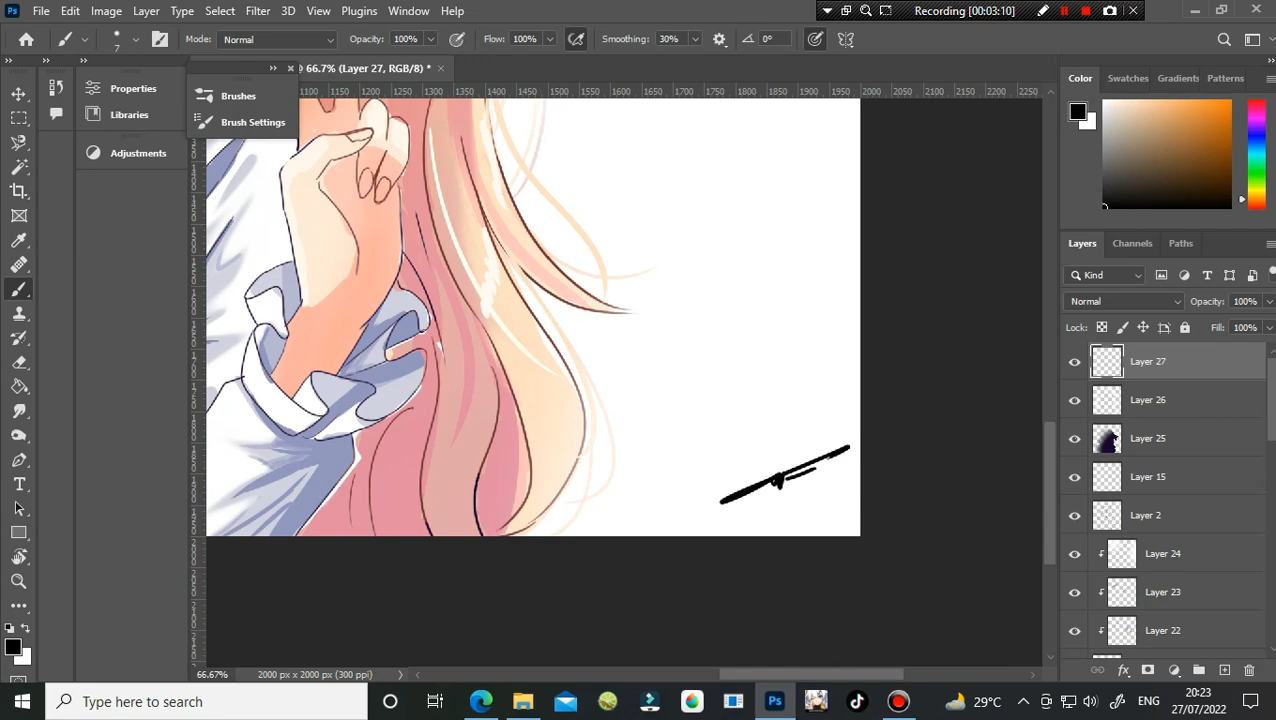 Ps File Edit Image Layer Type Select Filter 3D View Plugins Window Help
Recording [00:03:10]
7 Mode: Normal Opacity: 100% Flow: 100% Smoothing: 30% 0°
66.7% (Layer 27, RGB/8) *
Properties
Libraries
Adjustments
Brushes
Brush Settings
1100 1150 1200 1250 1300 1350 1400 1450 1500 1550 1600 1650 1700 1750 1800 1850 1900 1950 2000 2050 2100 2150 2200 2250
Color Swatches Gradients Patterns
Layers Channels Paths
Kind
Normal Opacity: 100%
Lock: Fill: 100%
Layer 27
Layer 26
Layer 25
Layer 15
Layer 2
Layer 24
Layer 23
Layer 22
66.67% 2000 px x 2000 px (300 ppi)
Type here to search
Ps
29°C
ENG
20:23
27/07/2022